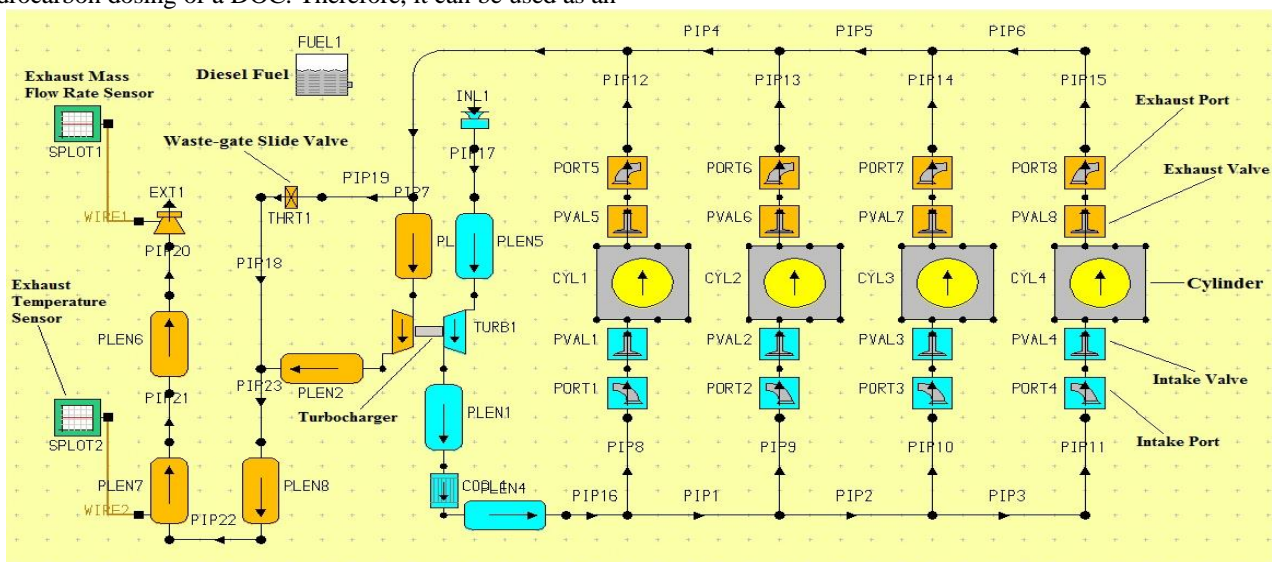 drocarbon dosing of a DOC. Therefore, it can be used as an
PIP4
PIP5
PIP6
FUEL1
Diesel Fuel
Exhaust Mass
Flow Rate Sensor
SPLOT1
INL1
PIP12
PIP13
PIP14
PIP15
Exhaust Port
Waste-gate Slide Valve
PIP17
PORT5
PORT6
PORT7
PORT8
Exhaust Valve
EXT1
PIP19
PIP7
THRT1
WIRE1
PVAL5
PVAL6
PVAL7
PVAL8
PIP20
PLEN5
PIP18
CYL1
CYL2
CYL3
CYL4
Cylinder
Exhaust
Temperature
Sensor
PLEN6
TURB1
PVAL1
PVAL2
PVAL3
PVAL4
Intake Valve
PLEN2
PIP23
PIP21
Turbocharger
PORT1
PORT2
PORT3
PORT4
Intake Port
SPLOT2
PLEN1
PIP8
PIP9
PIP10
PIP11
PLEN7
PLEN8
PLEN4
WIRE2
PIP22
PIP16
PIP1
PIP2
PIP3